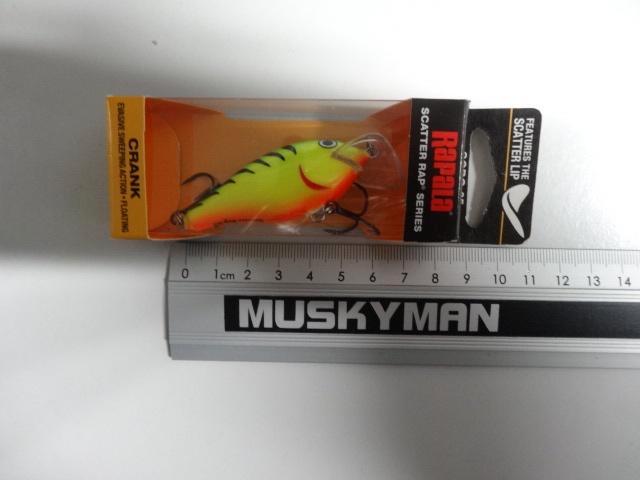 CRANK
EVASIVE SWEEPING ACTION • FLOATING
Rapala
SCATTER RAP® SERIES
FEATURES THE
SCATTER LIP
0 1cm 2 3 4 5 6 7 8 9 10 11 12 13 14
MUSKYMAN